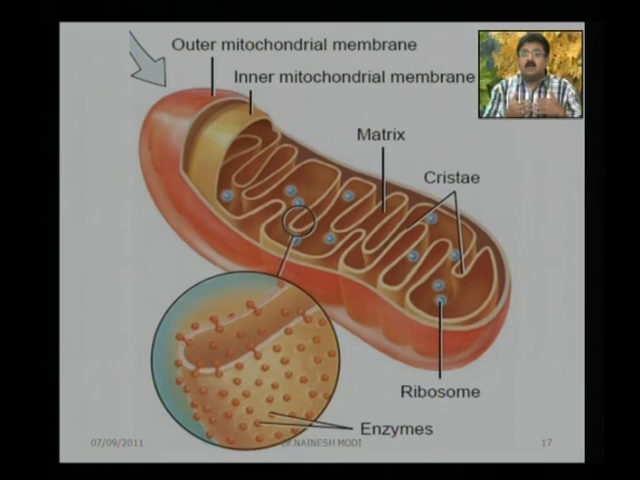 Outer mitochondrial membrane
Inner mitochondrial membrane
Matrix
Cristae
Ribosome
Enzymes
07/09/2011
NAINESH MODI
17